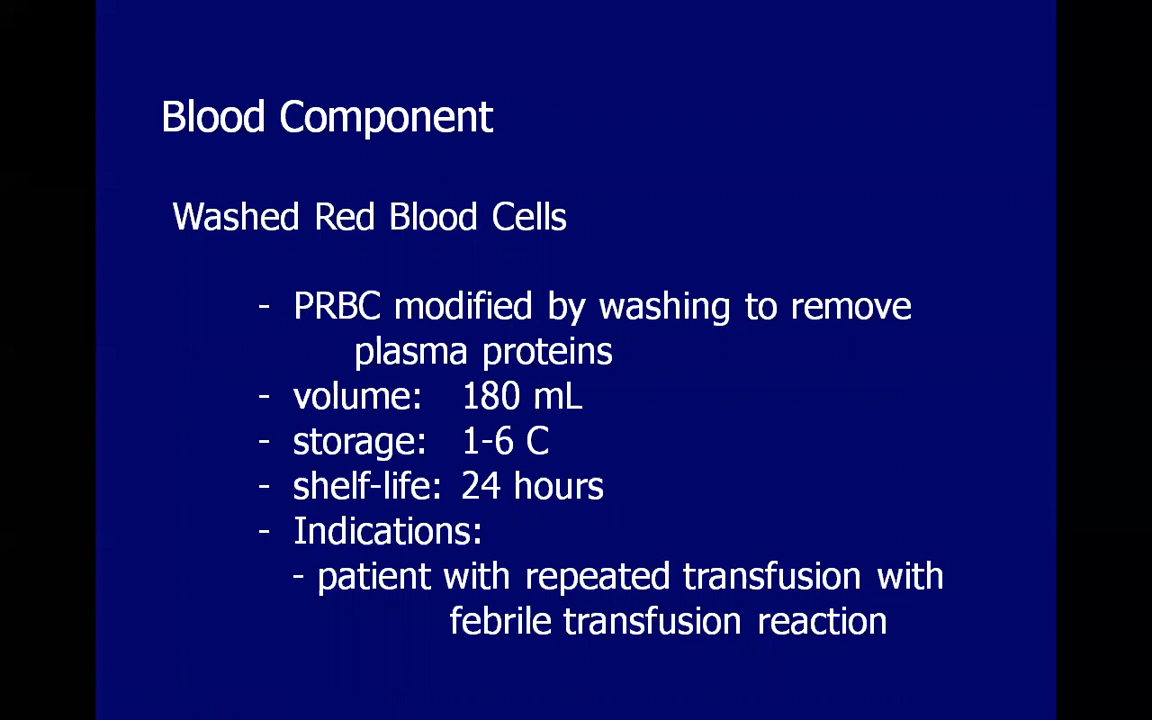 Blood Component
Washed Red Blood Cells
- PRBC modified by washing to remove
plasma proteins
- volume: 180 mL
- storage: 1-6 C
- shelf-life: 24 hours
- Indications:
- patient with repeated transfusion with
febrile transfusion reaction